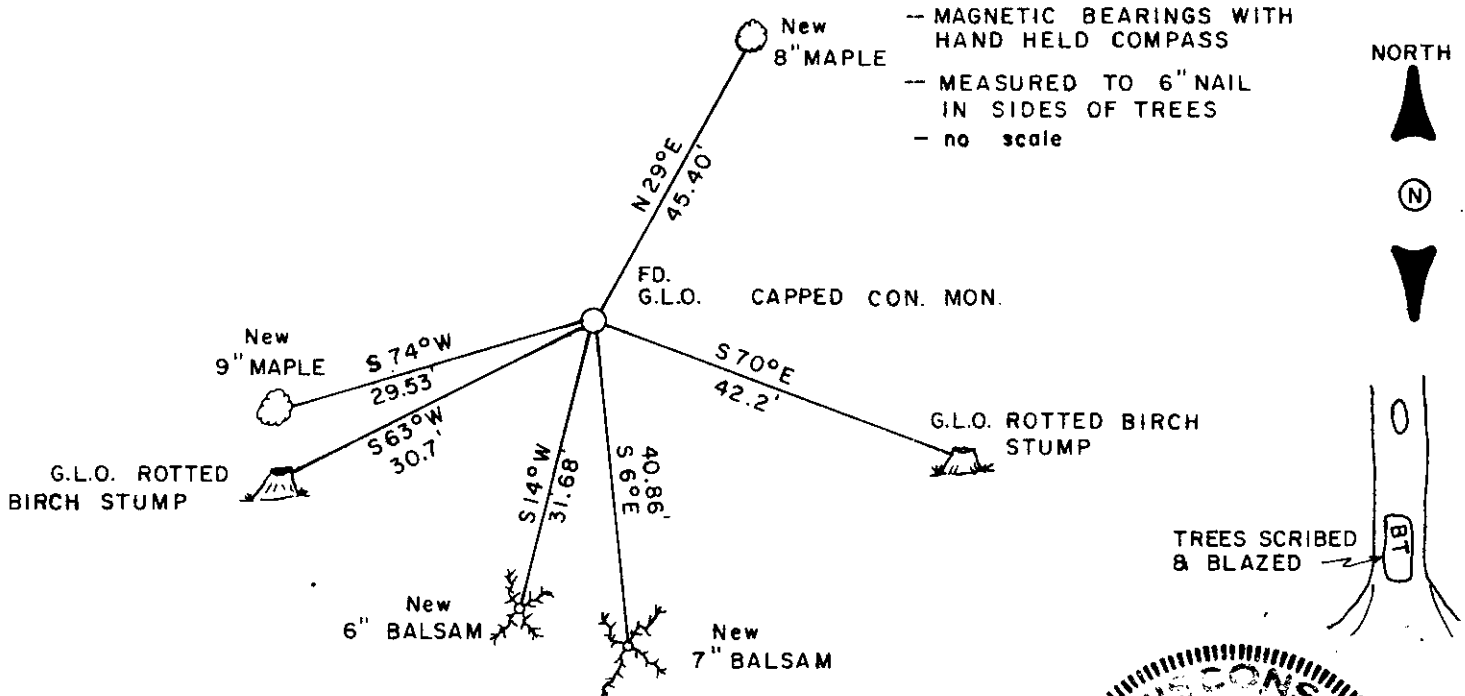 New
8" MAPLE
-- MAGNETIC BEARINGS WITH
HAND HELD COMPASS
-- MEASURED TO 6" NAIL
IN SIDES OF TREES
- no scale
NORTH
N
N 29° E
45.40'
FD.
G.L.O. CAPPED CON. MON.
New
9" MAPLE
S 74° W
29.53'
S 63° W
30.7'
G.L.O. ROTTED
BIRCH STUMP
S 14° W
31.68'
40.86'
S 6° E
S 70° E
42.2'
G.L.O. ROTTED BIRCH
STUMP
New
6" BALSAM
New
7" BALSAM
TREES SCRIBED
& BLAZED
BT